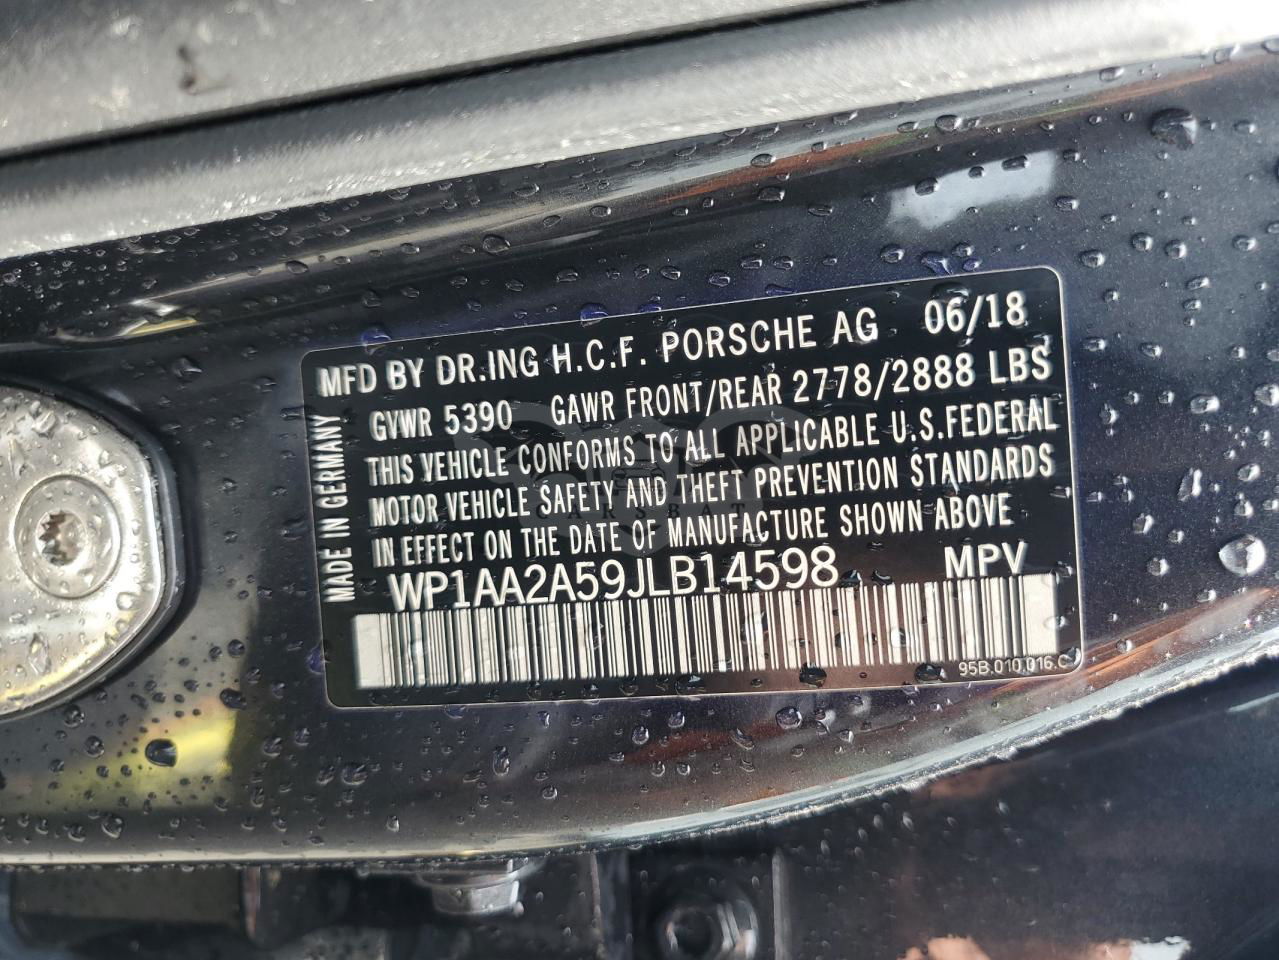 MFD BY DR.ING H.C.F. PORSCHE AG 06/18
GVWR 5390 GAWR FRONT/REAR 2778/2888 LBS
THIS VEHICLE CONFORMS TO ALL APPLICABLE U.S.FEDERAL
MOTOR VEHICLE SAFETY AND THEFT PREVENTION STANDARDS
IN EFFECT ON THE DATE OF MANUFACTURE SHOWN ABOVE
WP1AA2A59JLB14598 MPV
95B.010.016.C
MADE IN GERMANY